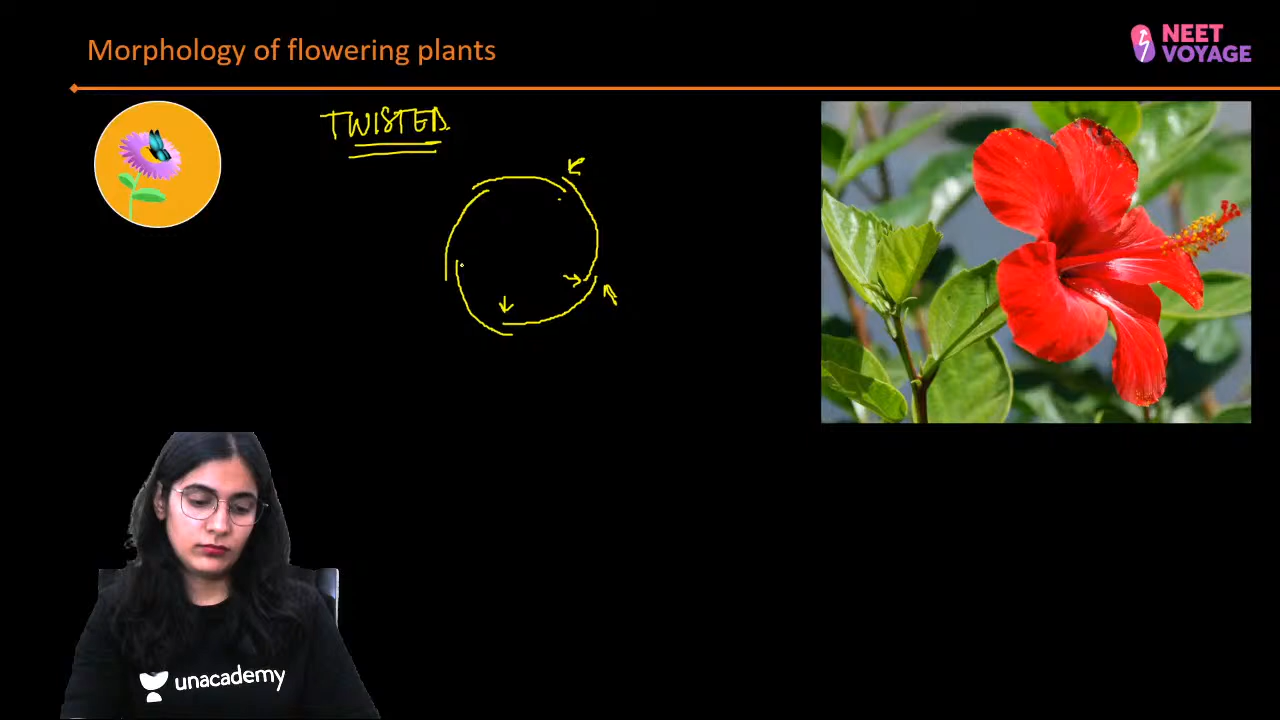 Morphology of flowering plants
NEET
VOYAGE
TWISTED
unacademy